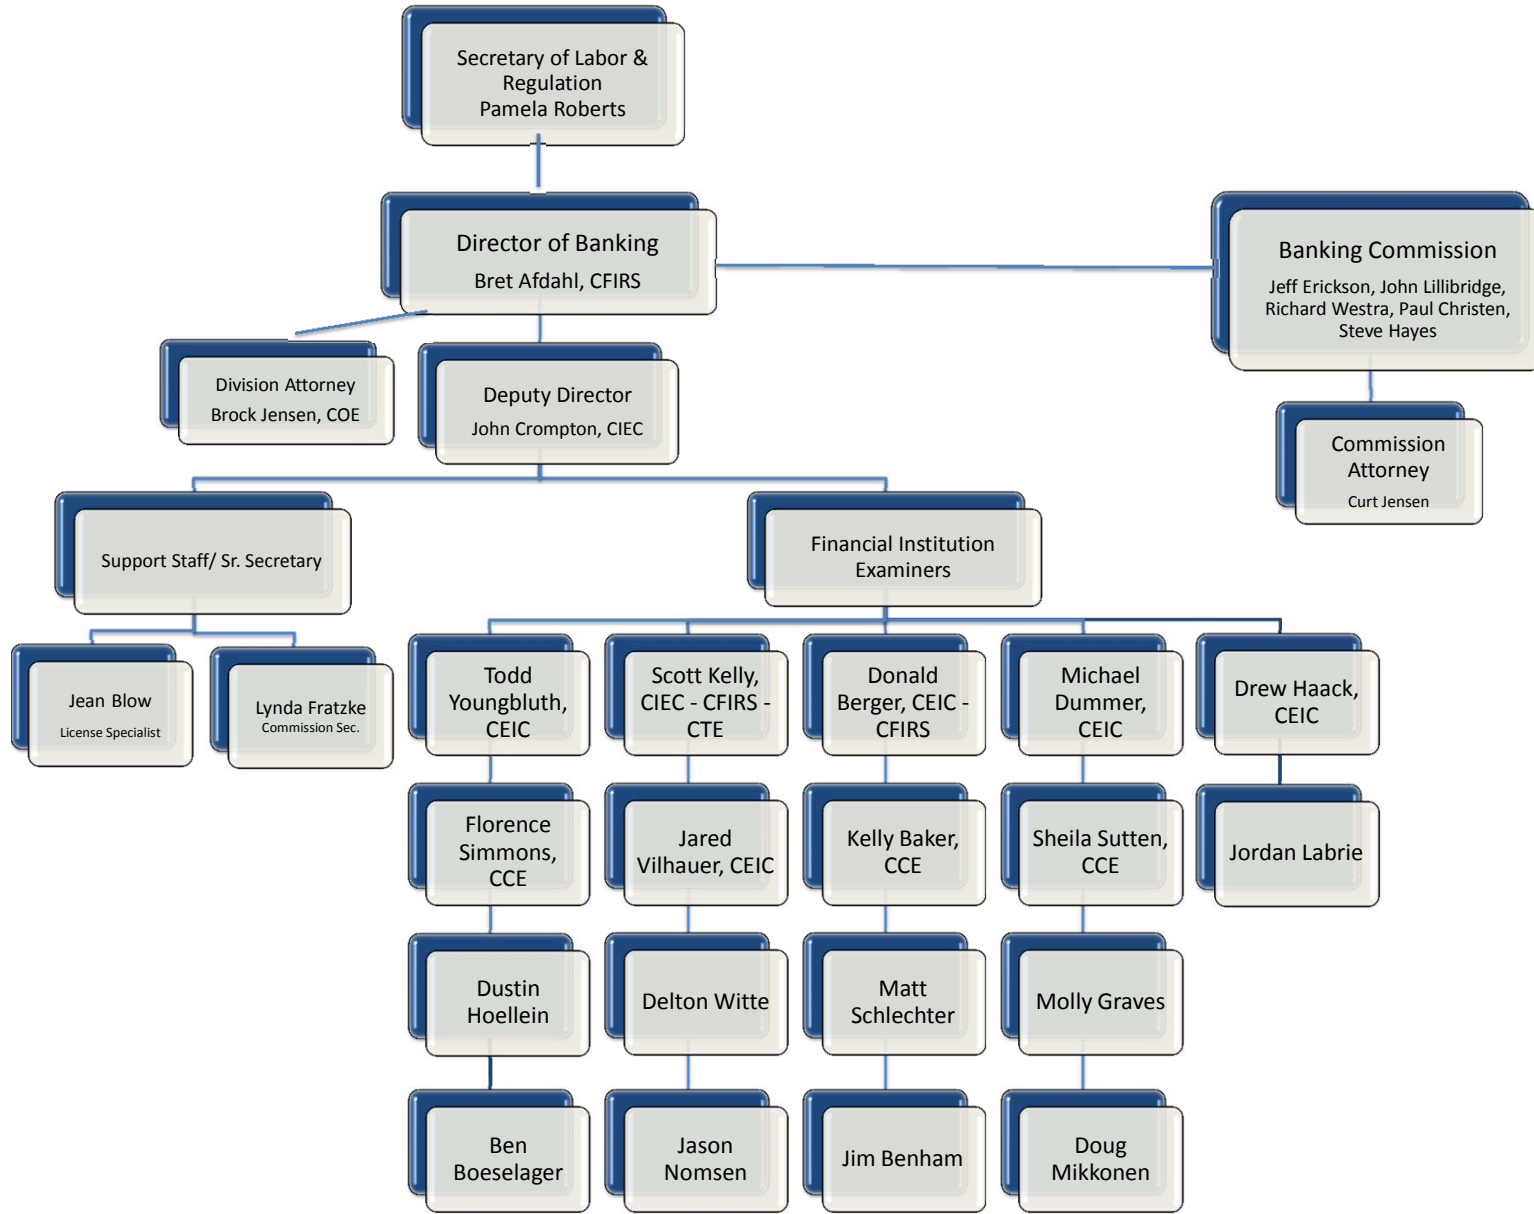 Secretary of Labor &
Regulation
Pamela Roberts
Director of Banking
Bret Afdahl, CFIRS
Banking Commission
Jeff Erickson, John Lillibridge,
Richard Westra, Paul Christen,
Steve Hayes
Division Attorney
Brock Jensen, COE
Deputy Director
John Crompton, CIEC
Commission
Attorney
Curt Jensen
Support Staff/ Sr. Secretary
Financial Institution
Examiners
Jean Blow
License Specialist
Lynda Fratzke
Commission Sec.
Todd
Youngbluth,
CEIC
Scott Kelly,
CIEC - CFIRS -
CTE
Donald
Berger, CEIC -
CFIRS
Michael
Dummer,
CEIC
Drew Haack,
CEIC
Florence
Simmons,
CCE
Jared
Vilhauer, CEIC
Kelly Baker,
CCE
Sheila Sutten,
CCE
Jordan Labrie
Dustin
Hoellein
Delton Witte
Matt
Schlechter
Molly Graves
Ben
Boeselager
Jason
Nomsen
Jim Benham
Doug
Mikkonen